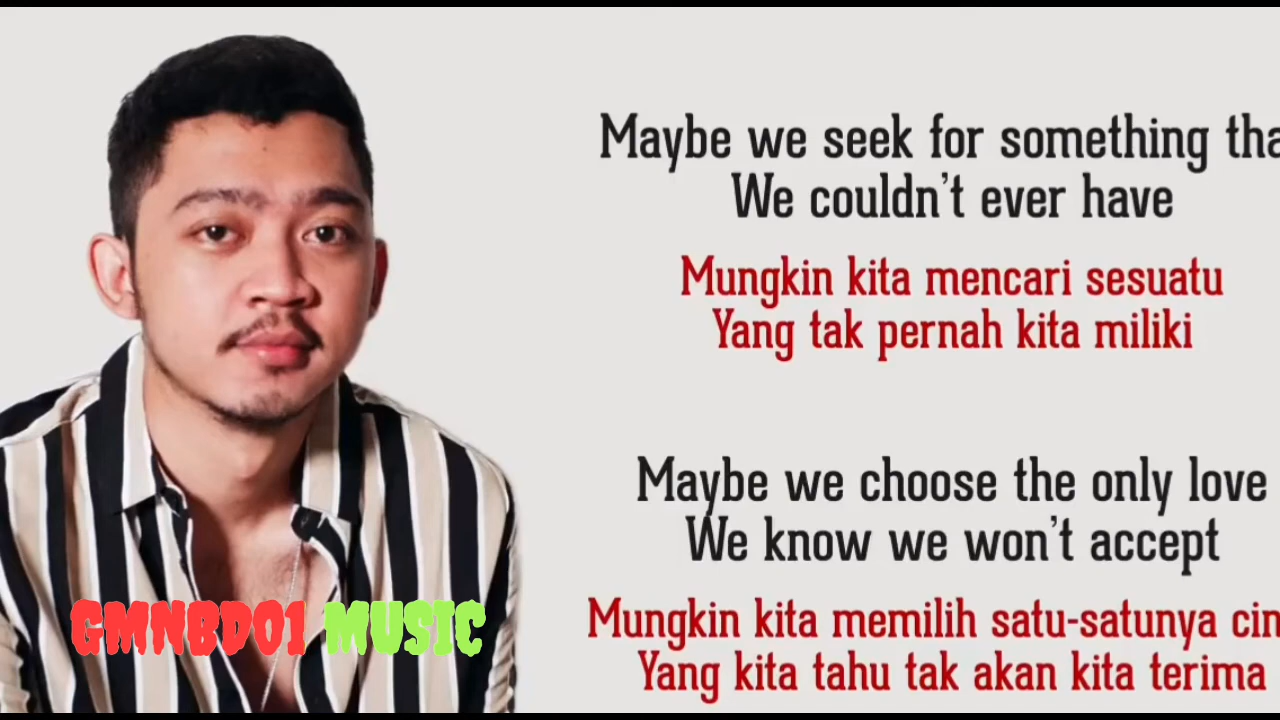 Maybe we seek for something tha
We couldn't ever have
Mungkin kita mencari sesuatu
Yang tak pernah kita miliki
Maybe we choose the only love
We know we won't accept
Mungkin kita memilih satu-satunya cin
Yang kita tahu tak akan kita terima
GMNBD01 MUSIC